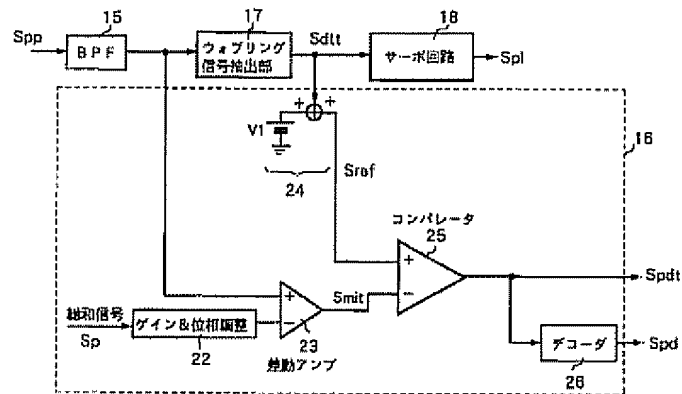 15
17
18
Spp
BPF
ウォブリング
信号抽出部
Sdtt
サーボ回路
Spl
V1
16
24
Sref
コンパレータ
25
Spdt
総和信号
Sp
ゲイン&位相調整
22
Smit
23
差動アンプ
デコーダ
26
Spd